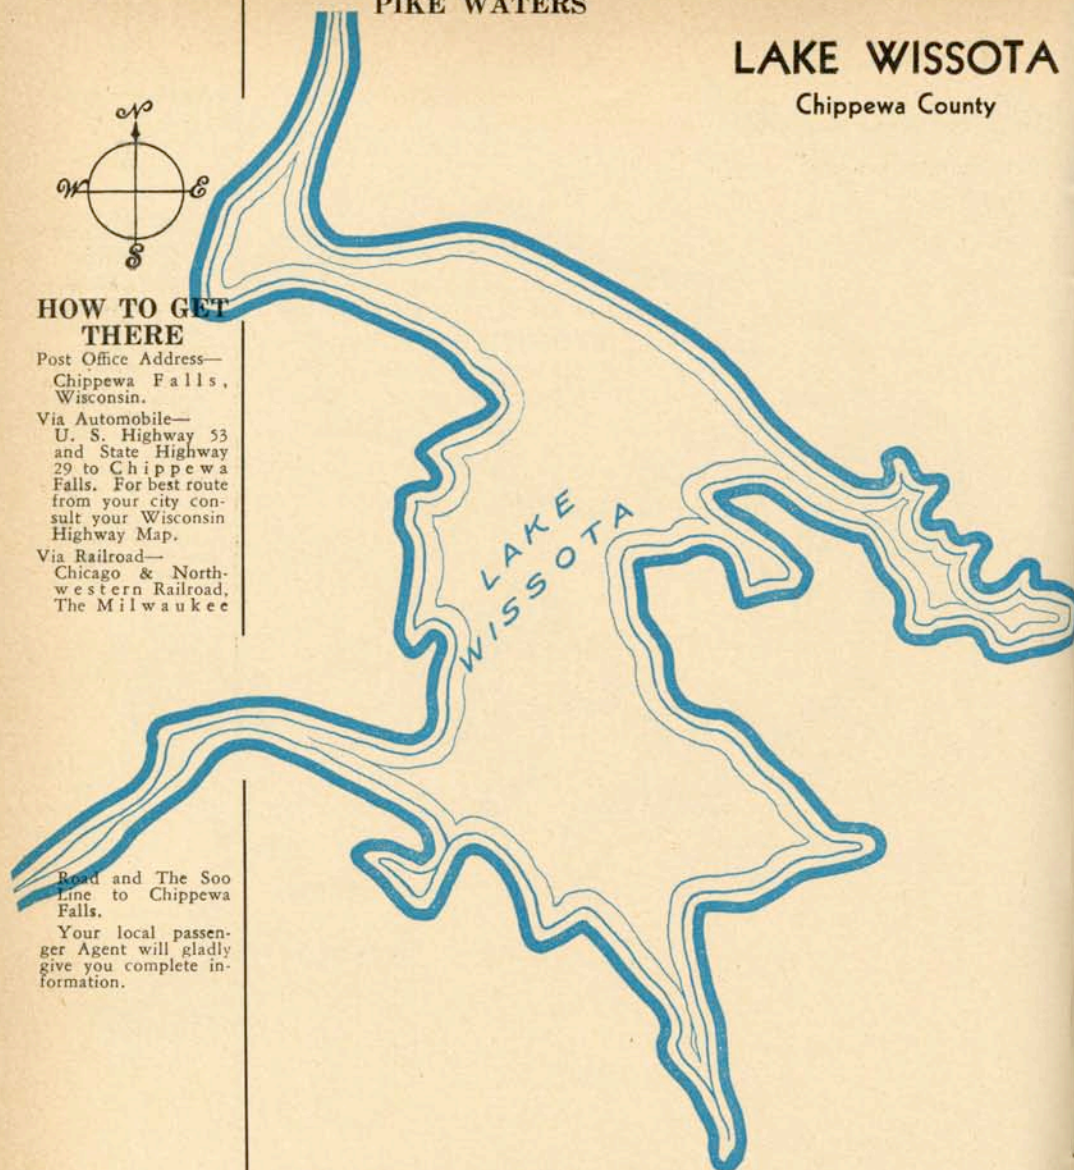 PIKE WATERS
LAKE WISSOTA
Chippewa County
N
W E
S
HOW TO GET
THERE
Post Office Address—
Chippewa Falls,
Wisconsin.
Via Automobile—
U. S. Highway 53
and State Highway
29 to Chippewa
Falls. For best route
from your city con-
sult your Wisconsin
Highway Map.
Via Railroad—
Chicago & North-
western Railroad,
The Milwaukee
LAKE
WISSOTA
Road and The Soo
Line to Chippewa
Falls.
Your local passen-
ger Agent will gladly
give you complete in-
formation.